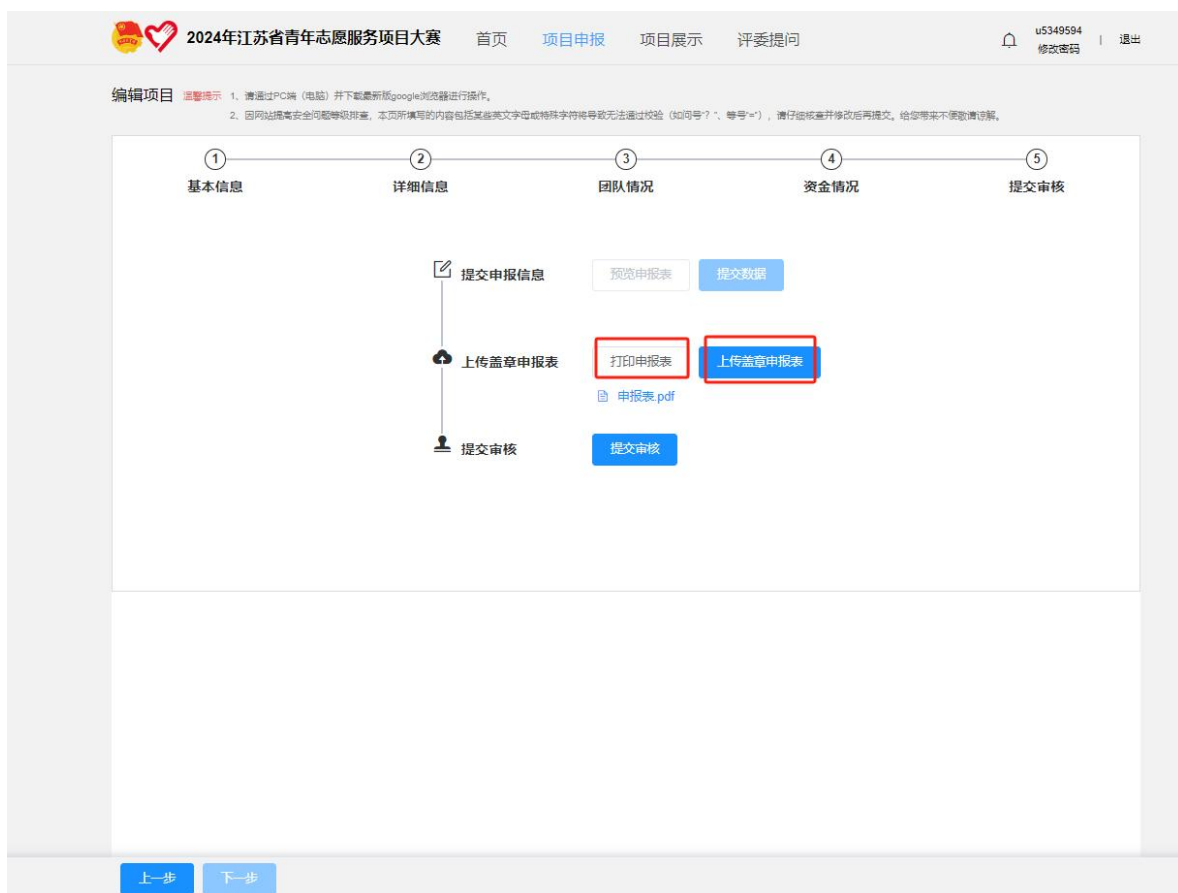 2024年江苏省青年志愿服务项目大赛 首页 项目申报 项目展示 评委提问 u5349594 修改密码 | 退出
编辑项目 温馨提示 1、请通过PC端（电脑）并下载最新版google浏览器进行操作。
2、因网站提高安全问题等级排查，本页所填写的内容包括某些英文字母或特殊字符将导致无法通过校验（如问号“？”、等号“=”），请仔细核查并修改后再提交。给您带来不便敬请谅解。
1 2 3 4 5
基本信息 详细信息 团队情况 资金情况 提交审核
提交申报信息 预览申报表 提交数据
上传盖章申报表 打印申报表 上传盖章申报表
申报表.pdf
提交审核 提交审核
上一步 下一步